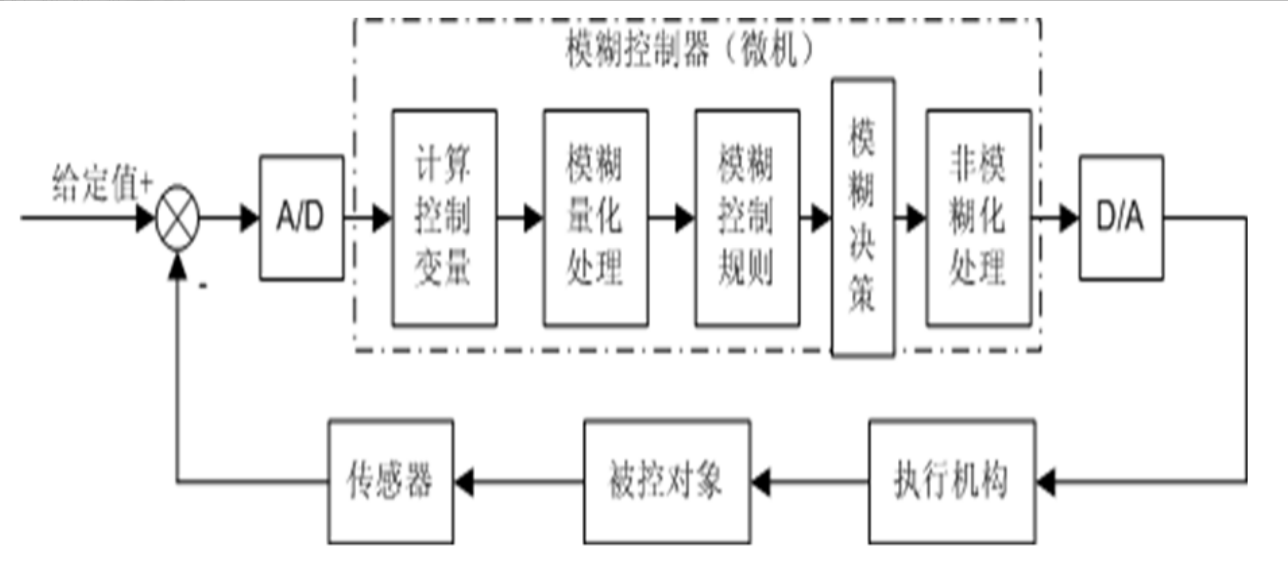 模糊控制器（微机）
给定值+
-
A/D
计算
控制
变量
模糊
量化
处理
模糊
控制
规则
模
糊
决
策
非模
糊化
处理
D/A
传感器
被控对象
执行机构